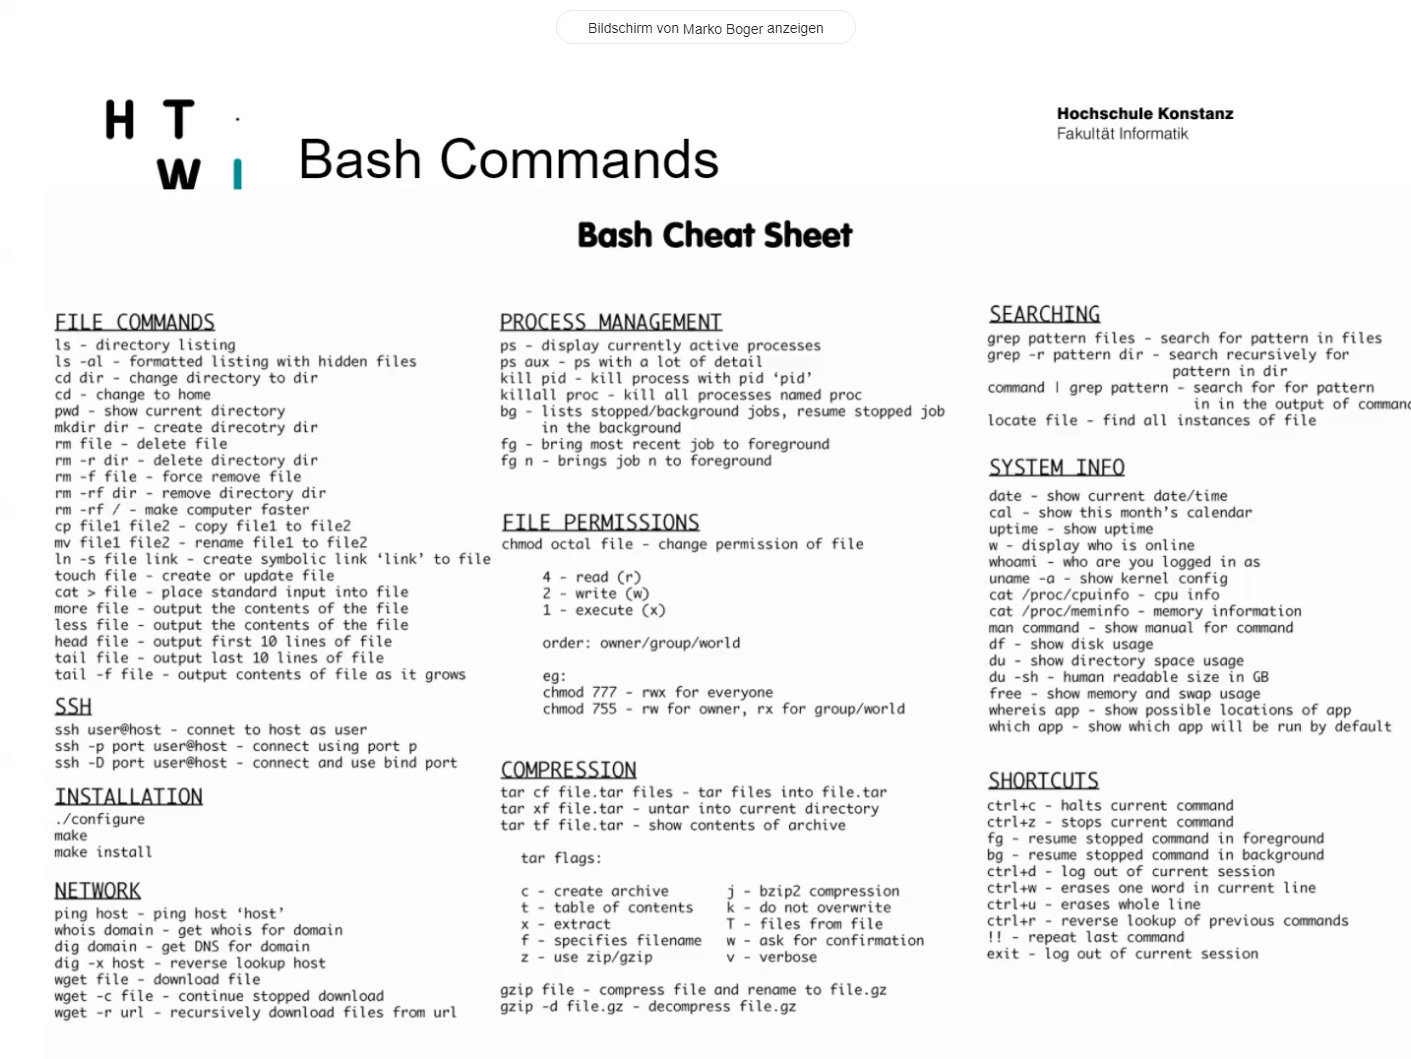 Bildschirm von Marko Boger anzeigen
H T
W I
Bash Commands
Hochschule Konstanz
Fakultät Informatik
Bash Cheat Sheet
FILE COMMANDS
ls - directory listing
ls -al - formatted listing with hidden files
cd dir - change directory to dir
cd - change to home
pwd - show current directory
mkdir dir - create direcotry dir
rm file - delete file
rm -r dir - delete directory dir
rm -f file - force remove file
rm -rf dir - remove directory dir
rm -rf / - make computer faster
cp file1 file2 - copy file1 to file2
mv file1 file2 - rename file1 to file2
ln -s file link - create symbolic link ‘link’ to file
touch file - create or update file
cat > file - place standard input into file
more file - output the contents of the file
less file - output the contents of the file
head file - output first 10 lines of file
tail file - output last 10 lines of file
tail -f file - output contents of file as it grows
SSH
ssh user@host - connet to host as user
ssh -p port user@host - connect using port p
ssh -D port user@host - connect and use bind port
INSTALLATION
./configure
make
make install
NETWORK
ping host - ping host ‘host’
whois domain - get whois for domain
dig domain - get DNS for domain
dig -x host - reverse lookup host
wget file - download file
wget -c file - continue stopped download
wget -r url - recursively download files from url
PROCESS MANAGEMENT
ps - display currently active processes
ps aux - ps with a lot of detail
kill pid - kill process with pid ‘pid’
killall proc - kill all processes named proc
bg - lists stopped/background jobs, resume stopped job
in the background
fg - bring most recent job to foreground
fg n - brings job n to foreground
FILE PERMISSIONS
chmod octal file - change permission of file
4 - read (r)
2 - write (w)
1 - execute (x)
order: owner/group/world
eg:
chmod 777 - rwx for everyone
chmod 755 - rw for owner, rx for group/world
COMPRESSION
tar cf file.tar files - tar files into file.tar
tar xf file.tar - untar into current directory
tar tf file.tar - show contents of archive
tar flags:
c - create archive j - bzip2 compression
t - table of contents k - do not overwrite
x - extract T - files from file
f - specifies filename w - ask for confirmation
z - use zip/gzip v - verbose
gzip file - compress file and rename to file.gz
gzip -d file.gz - decompress file.gz
SEARCHING
grep pattern files - search for pattern in files
grep -r pattern dir - search recursively for
pattern in dir
command | grep pattern - search for for pattern
in in the output of comman
locate file - find all instances of file
SYSTEM INFO
date - show current date/time
cal - show this month’s calendar
uptime - show uptime
w - display who is online
whoami - who are you logged in as
uname -a - show kernel config
cat /proc/cpuinfo - cpu info
cat /proc/meminfo - memory information
man command - show manual for command
df - show disk usage
du - show directory space usage
du -sh - human readable size in GB
free - show memory and swap usage
whereis app - show possible locations of app
which app - show which app will be run by default
SHORTCUTS
ctrl+c - halts current command
ctrl+z - stops current command
fg - resume stopped command in foreground
bg - resume stopped command in background
ctrl+d - log out of current session
ctrl+w - erases one word in current line
ctrl+u - erases whole line
ctrl+r - reverse lookup of previous commands
!! - repeat last command
exit - log out of current session